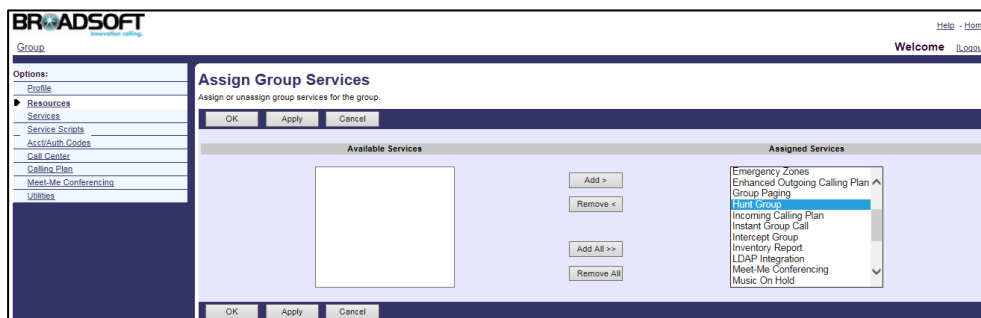 BROADSOFT
Innovation calling.
Help - Hom
Group
Welcome [Logou
Options:
Profile
Resources
Services
Service Scripts
Acct/Auth Codes
Call Center
Calling Plan
Meet-Me Conferencing
Utilities
Assign Group Services
Assign or unassign group services for the group.
OK Apply Cancel
Available Services
Assigned Services
Add >
Remove <
Add All >>
Remove All
Emergency Zones
Enhanced Outgoing Calling Plan
Group Paging
Hunt Group
Incoming Calling Plan
Instant Group Call
Intercept Group
Inventory Report
LDAP Integration
Meet-Me Conferencing
Music On Hold
OK Apply Cancel